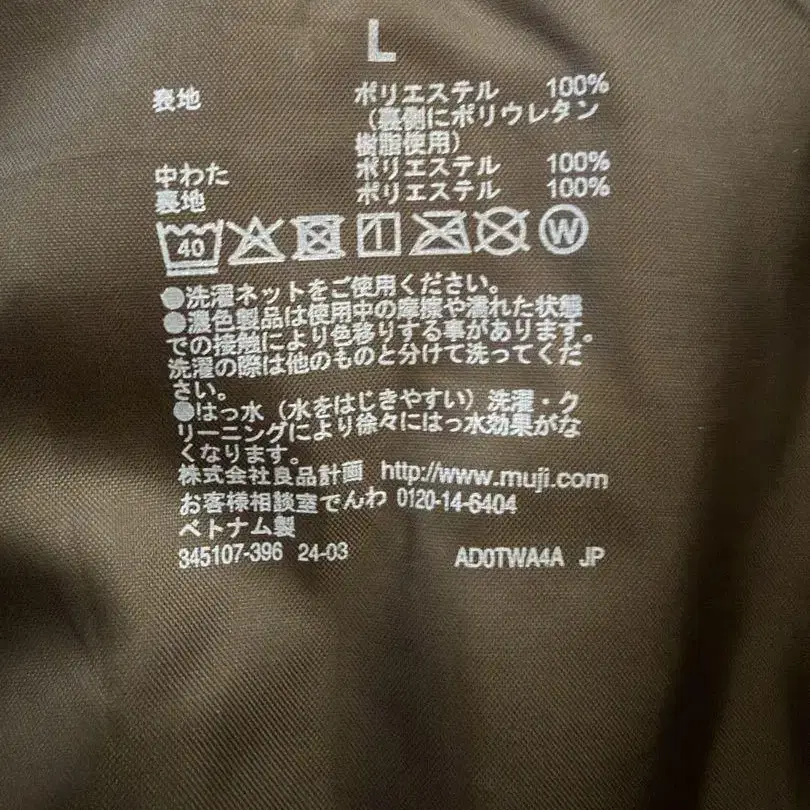 L
表地 ポリエステル 100%
(裏側にポリウレタン
樹脂使用)
中わた ポリエステル 100%
裏地 ポリエステル 100%
40 W
●洗濯ネットをご使用ください。
●濃色製品は使用中の摩擦や濡れた状態
での接触により色移りする事があります。
洗濯の際は他のものと分けて洗ってくだ
さい。
●はっ水(水をはじきやすい)洗濯・ク
リーニングにより徐々にはっ水効果がな
くなります。
株式会社良品計画 http://www.muji.com
お客様相談室でんわ 0120-14-6404
ベトナム製
345107-396 24-03 AD0TWA4A JP